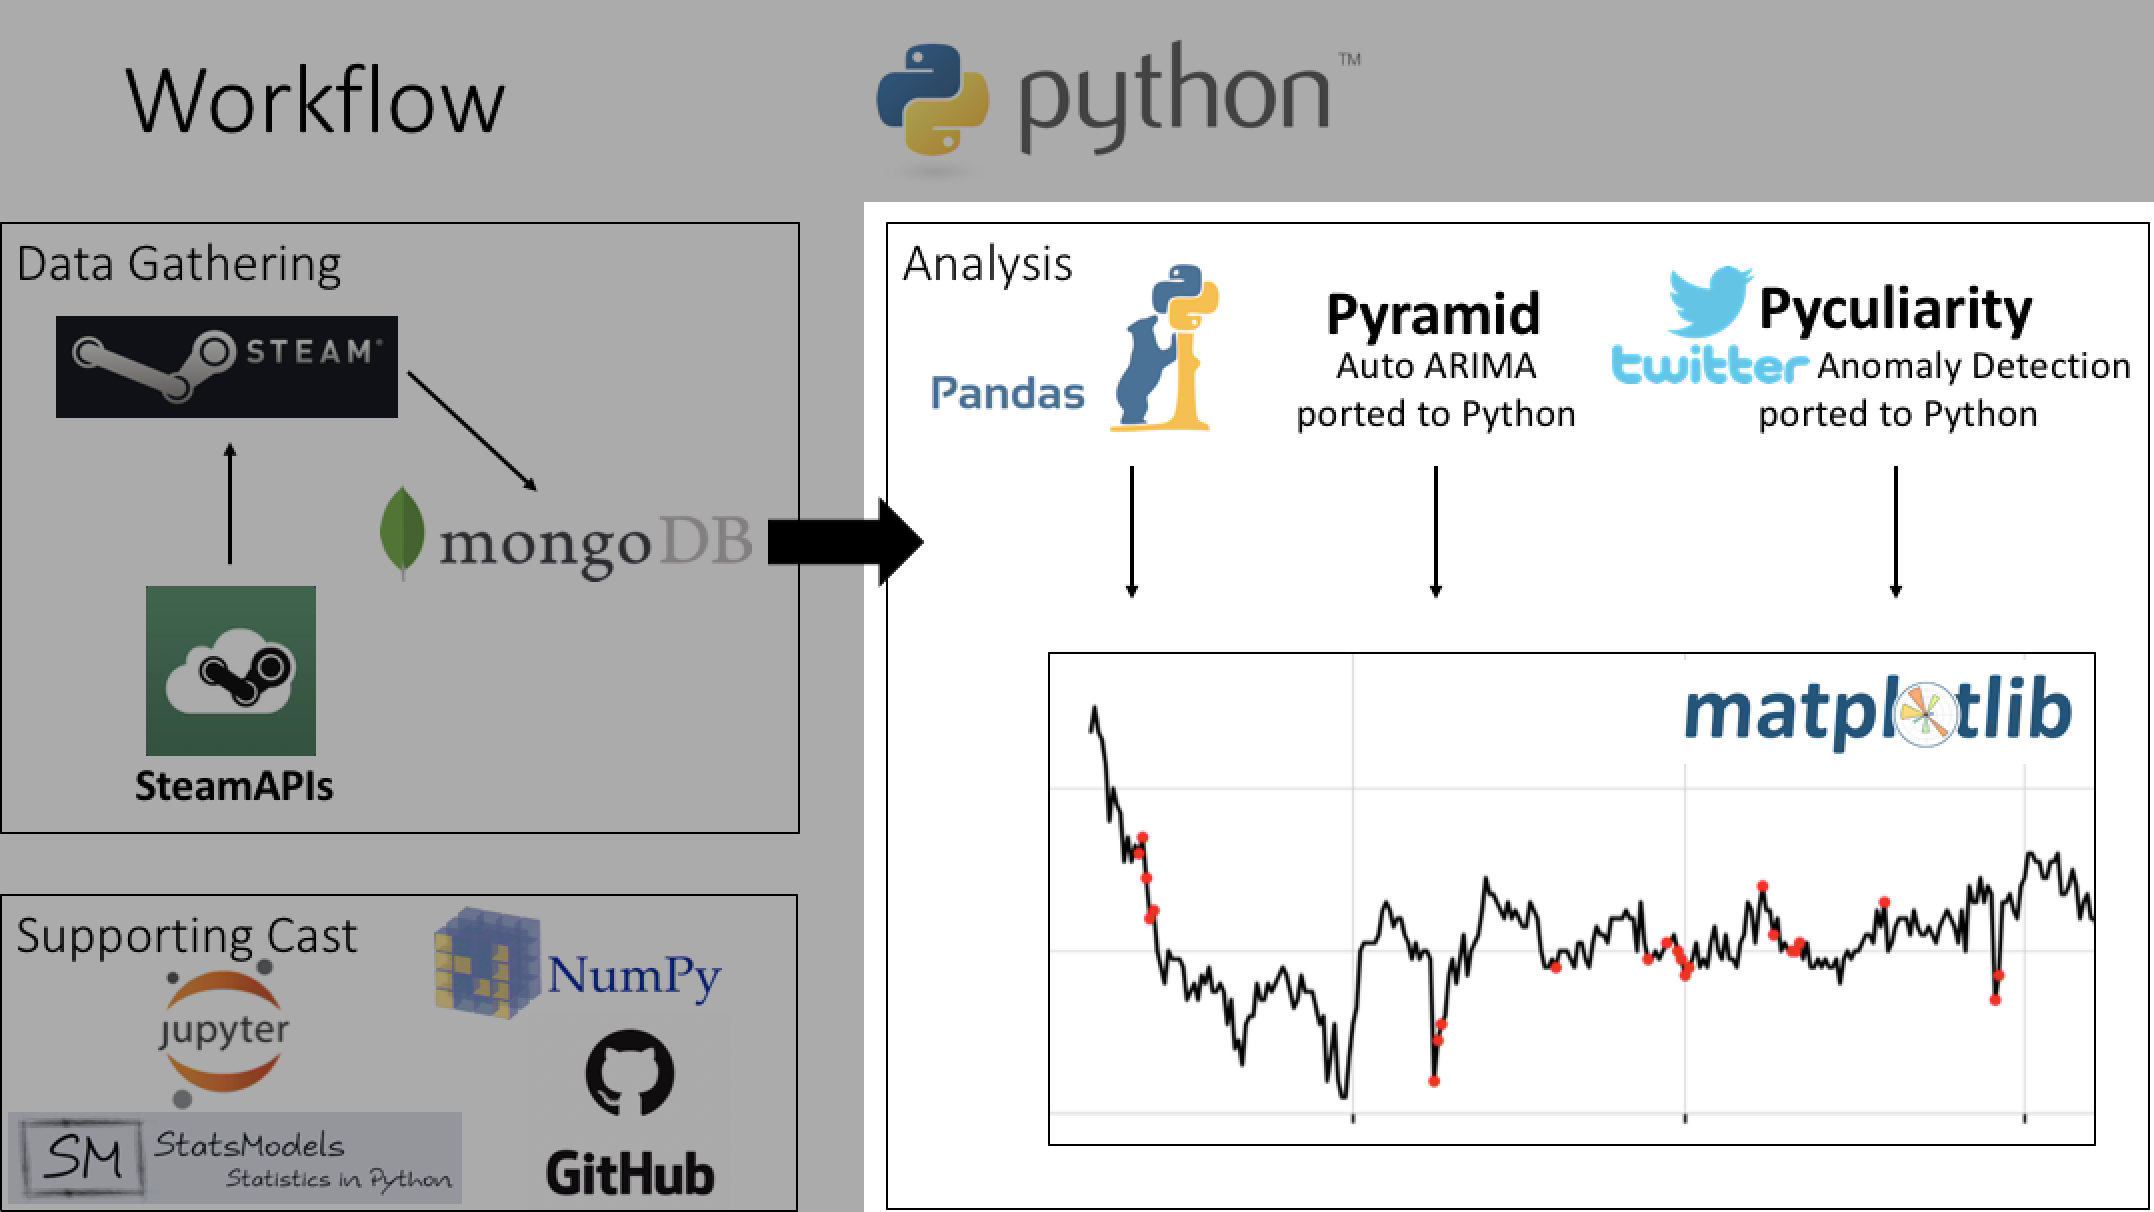 Workflow
python™
Data Gathering
STEAM®
mongoDB
SteamAPIs
Supporting Cast
jupyter
NumPy
SM
StatsModels
Statistics in Python
GitHub
Analysis
Pandas
Pyramid
Auto ARIMA
ported to Python
Pyculiarity
twitter Anomaly Detection
ported to Python
matplotlib